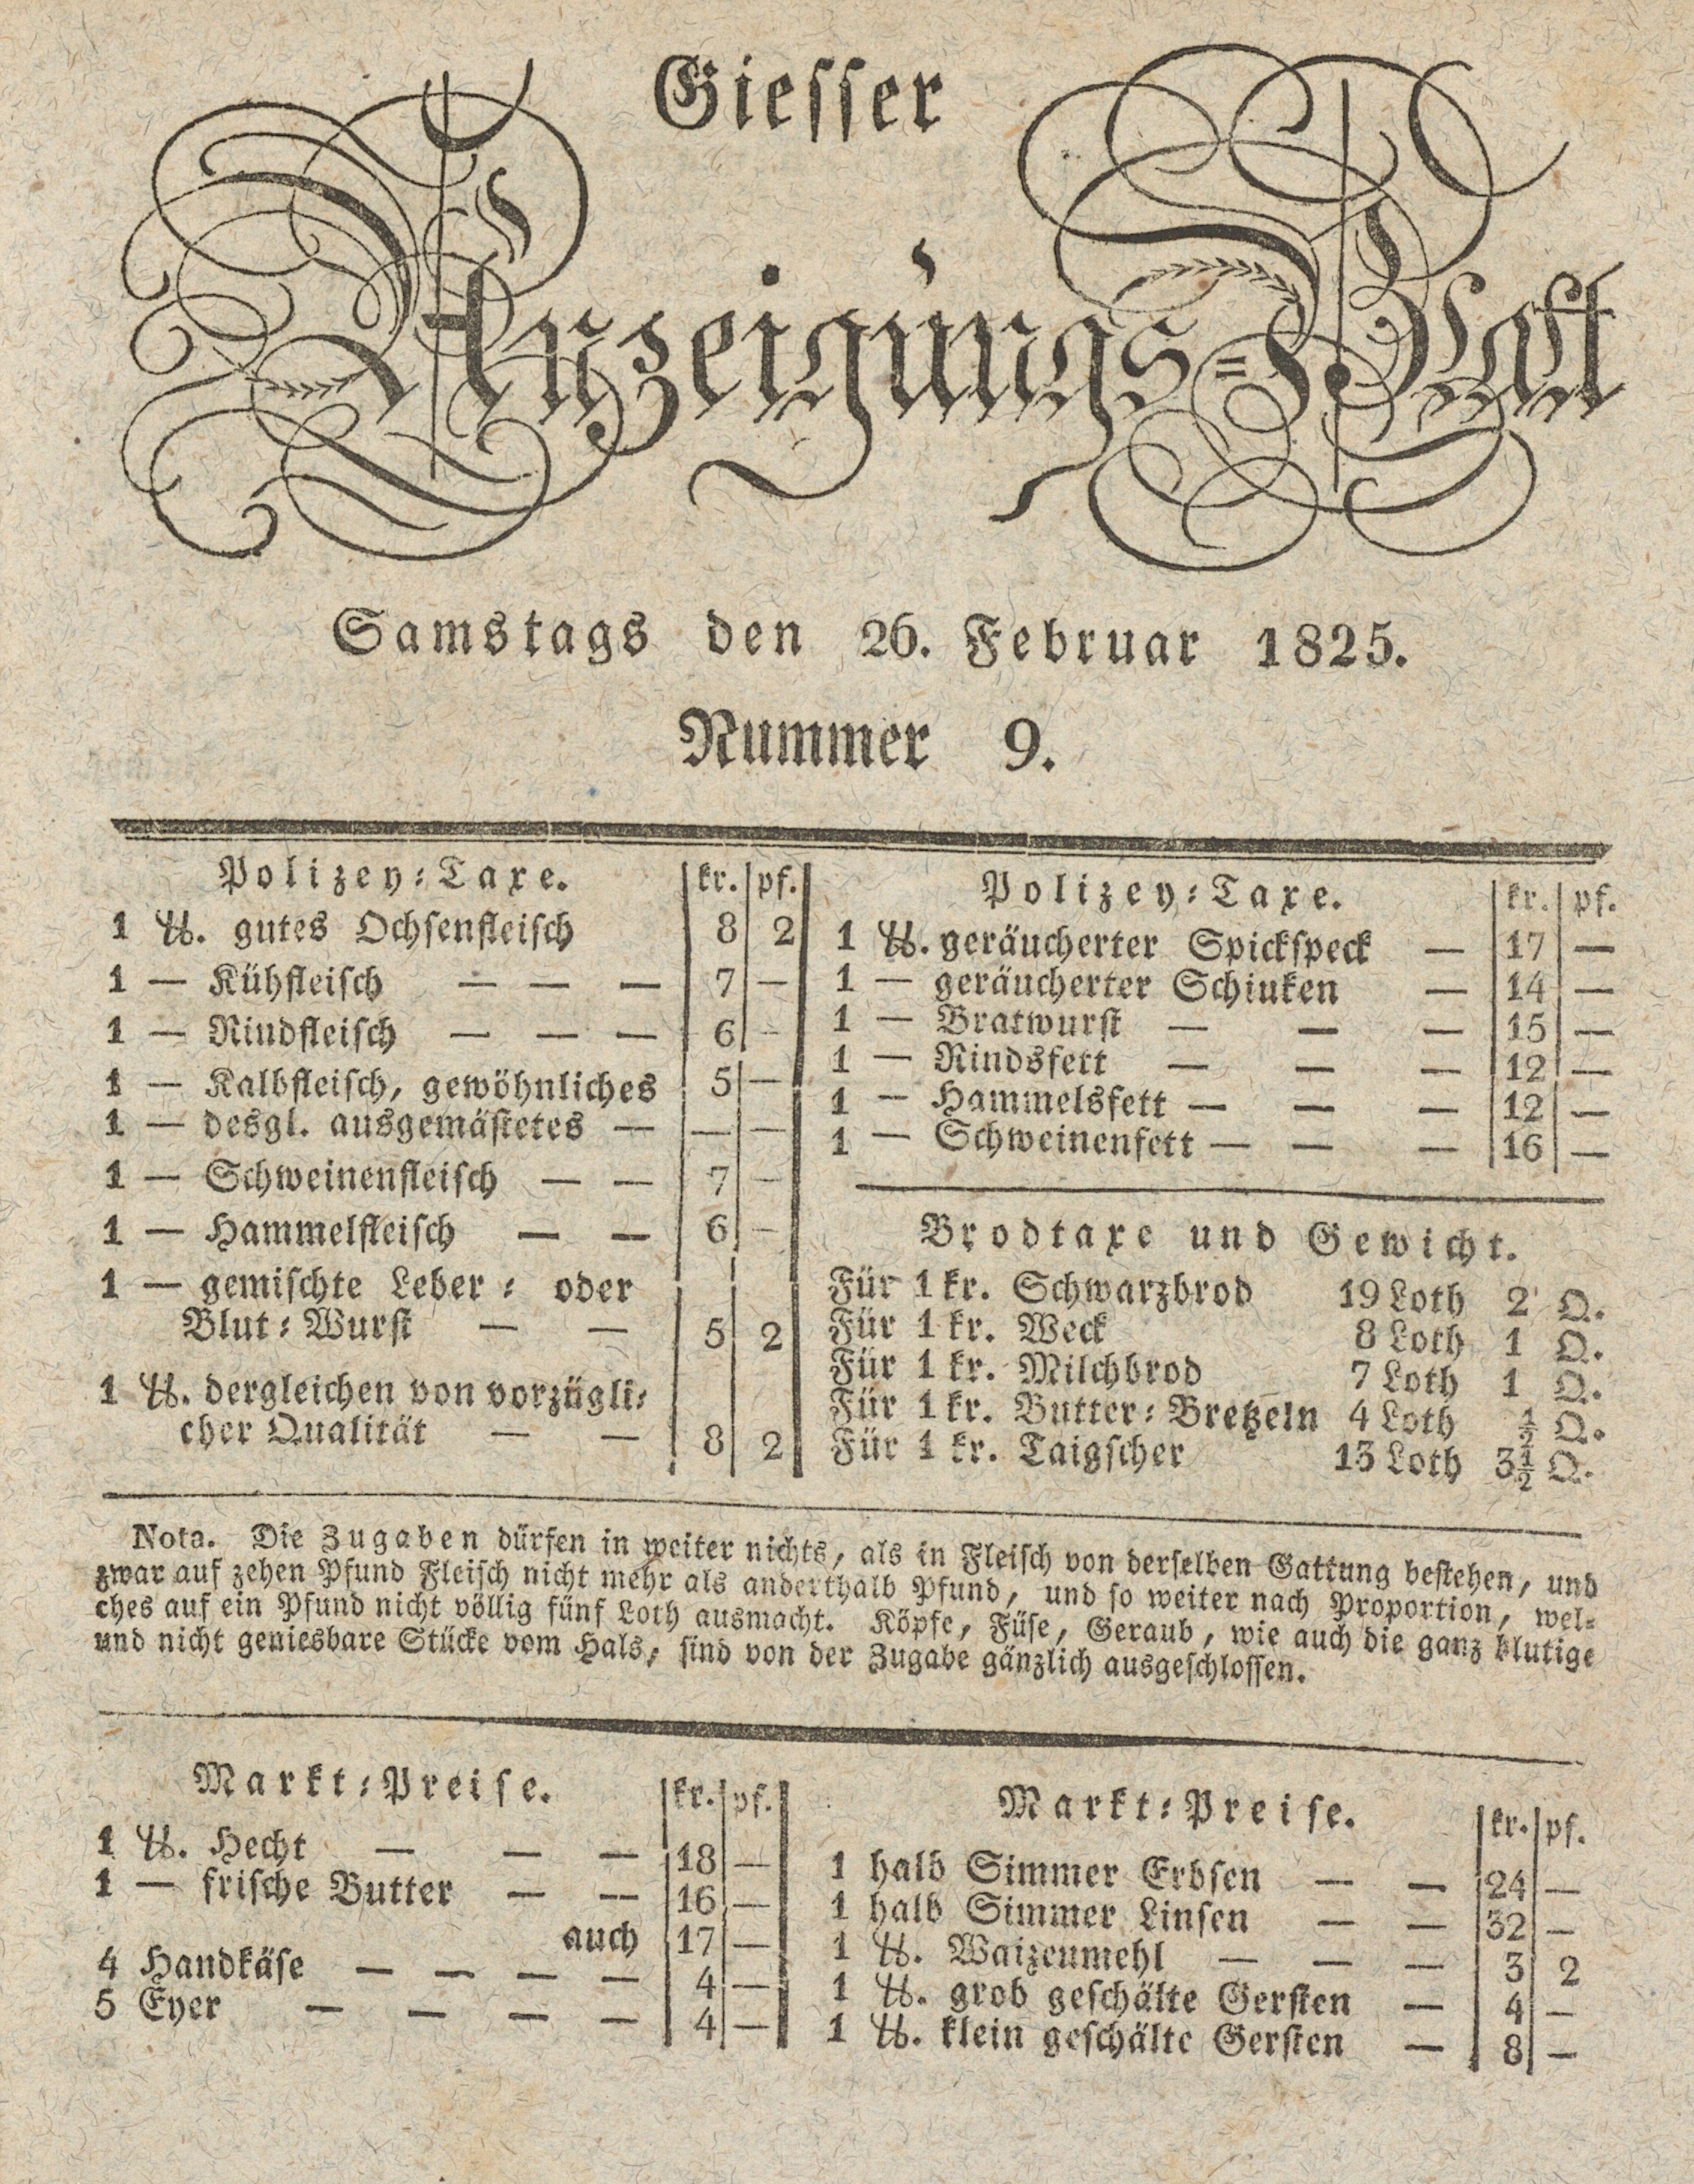 Giesser
Anzeigungs=Blatt
Samstags den 26. Februar 1825.
Nummer 9.
Polizey=Taxe. kr. pf.
1 ℔. gutes Ochsenfleisch 8 2
1 — Kühfleisch — — — 7 —
1 — Rindfleisch — — — 6 —
1 — Kalbfleisch, gewöhnliches 5 —
1 — desgl. ausgemästetes — — —
1 — Schweinenfleisch — — 7 —
1 — Hammelfleisch — — 6 —
1 — gemischte Leber= oder
Blut=Wurst — — 5 2
1 ℔. dergleichen von vorzügli=
cher Qualität — — 8 2
Polizey=Taxe. kr. pf.
1 ℔. geräucherter Spickspeck — 17 —
1 — geräucherter Schinken — 14 —
1 — Bratwurst — — — 15 —
1 — Rindsfett — — — 12 —
1 — Hammelsfett — — — 12 —
1 — Schweinenfett — — — 16 —
Brodtaxe und Gewicht.
Für 1 kr. Schwarzbrod 19 Loth 2 Q.
Für 1 kr. Weck 8 Loth 1 Q.
Für 1 kr. Milchbrod 7 Loth 1 Q.
Für 1 kr. Butter=Bretzeln 4 Loth ½ Q.
Für 1 kr. Taigscher 13 Loth 3½ Q.
Nota. Die Zugaben dürfen in weiter nichts, als in Fleisch von derselben Gattung bestehen, und
zwar auf zehen Pfund Fleisch nicht mehr als anderthalb Pfund, und so weiter nach Proportion, wel=
ches auf ein Pfund nicht völlig fünf Loth ausmacht. Köpfe, Füse, Geraub, wie auch die ganz blutige
und nicht geniesbare Stücke vom Hals, sind von der Zugabe gänzlich ausgeschlossen.
Markt=Preise. kr. pf.
1 ℔. Hecht — — — 18 —
1 — frische Butter — — 16 —
auch 17 —
4 Handkäse — — — — 4 —
5 Eyer — — — — 4 —
Markt=Preise. kr. pf.
1 halb Simmer Erbsen — — 24 —
1 halb Simmer Linsen — — 32 —
1 ℔. Waizenmehl — — — 3 2
1 ℔. grob geschälte Gersten — 4 —
1 ℔. klein geschälte Gersten — 8 —